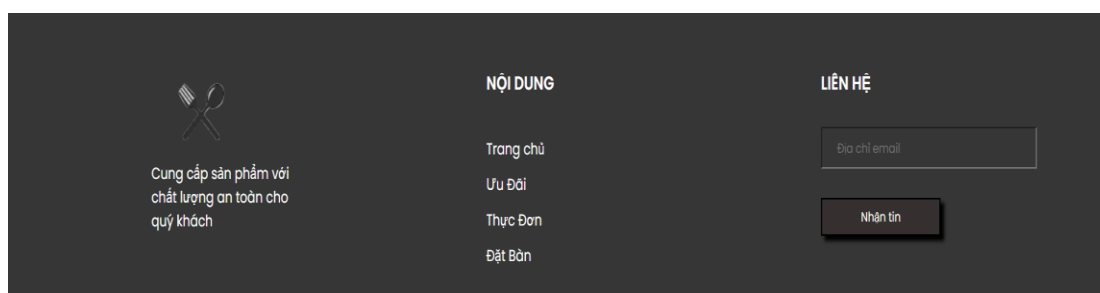 Cung cấp sản phẩm với
chất lượng an toàn cho
quý khách
NỘI DUNG
Trang chủ
Ưu Đãi
Thực Đơn
Đặt Bàn
LIÊN HỆ
Địa chỉ email
Nhận tin